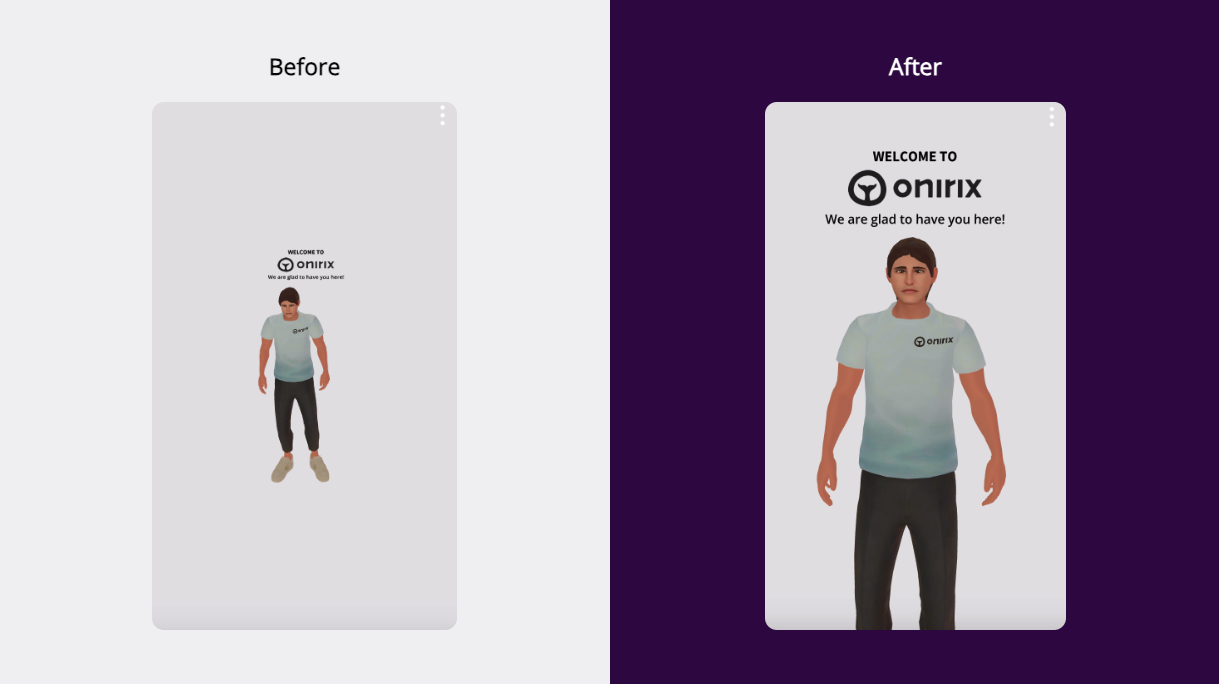 Before
WELCOME TO
onirix
We are glad to have you here!
onirix
After
WELCOME TO
onirix
We are glad to have you here!
onirix